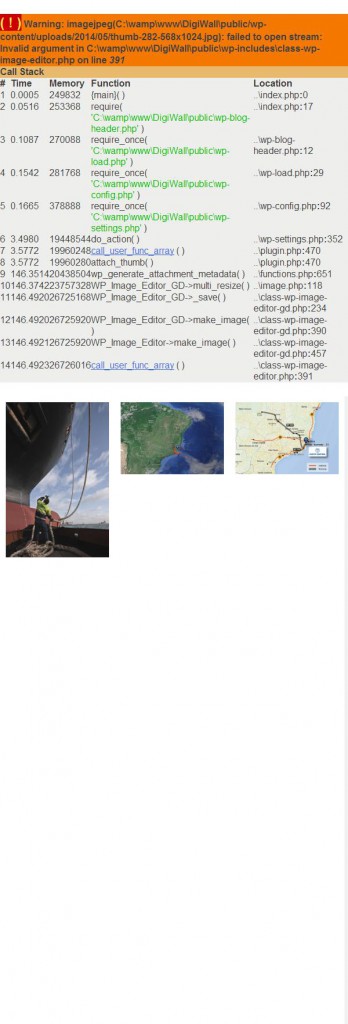 ( ! ) Warning: imagejpeg(C:\wamp\www\DigiWall\public/wp-
content/uploads/2014/05/thumb-282-568x1024.jpg): failed to open stream:
Invalid argument in C:\wamp\www\DigiWall\public\wp-includes\class-wp-
image-editor.php on line 391
Call Stack
# Time Memory Function Location
1 0.0005 249832 {main}( ) ..\index.php:0
2 0.0516 253368 require( ..\index.php:17
'C:\wamp\www\DigiWall\public\wp-blog-
header.php' )
3 0.1087 270088 require_once( ..\wp-blog-
'C:\wamp\www\DigiWall\public\wp- header.php:12
load.php' )
4 0.1542 281768 require_once( ..\wp-load.php:29
'C:\wamp\www\DigiWall\public\wp-
config.php' )
5 0.1665 378888 require_once( ..\wp-config.php:92
'C:\wamp\www\DigiWall\public\wp-
settings.php' )
6 3.4980 19448544 do_action( ) ..\wp-settings.php:352
7 3.5772 19960248 call_user_func_array ( ) ..\plugin.php:470
8 3.5772 19960280 attach_thumb( ) ..\plugin.php:470
9 146.3514 20438504 wp_generate_attachment_metadata( ) ..\functions.php:651
10 146.3742 23757328 WP_Image_Editor_GD->multi_resize( ) ..\image.php:118
11 146.4920 26725168 WP_Image_Editor_GD->_save( ) ..\class-wp-image-
editor-gd.php:234
12 146.4920 26725920 WP_Image_Editor_GD->make_image( ..\class-wp-image-
) editor-gd.php:390
13 146.4921 26725920 WP_Image_Editor->make_image( ) ..\class-wp-image-
editor-gd.php:457
14 146.4923 26726016 call_user_func_array ( ) ..\class-wp-image-
editor.php:391